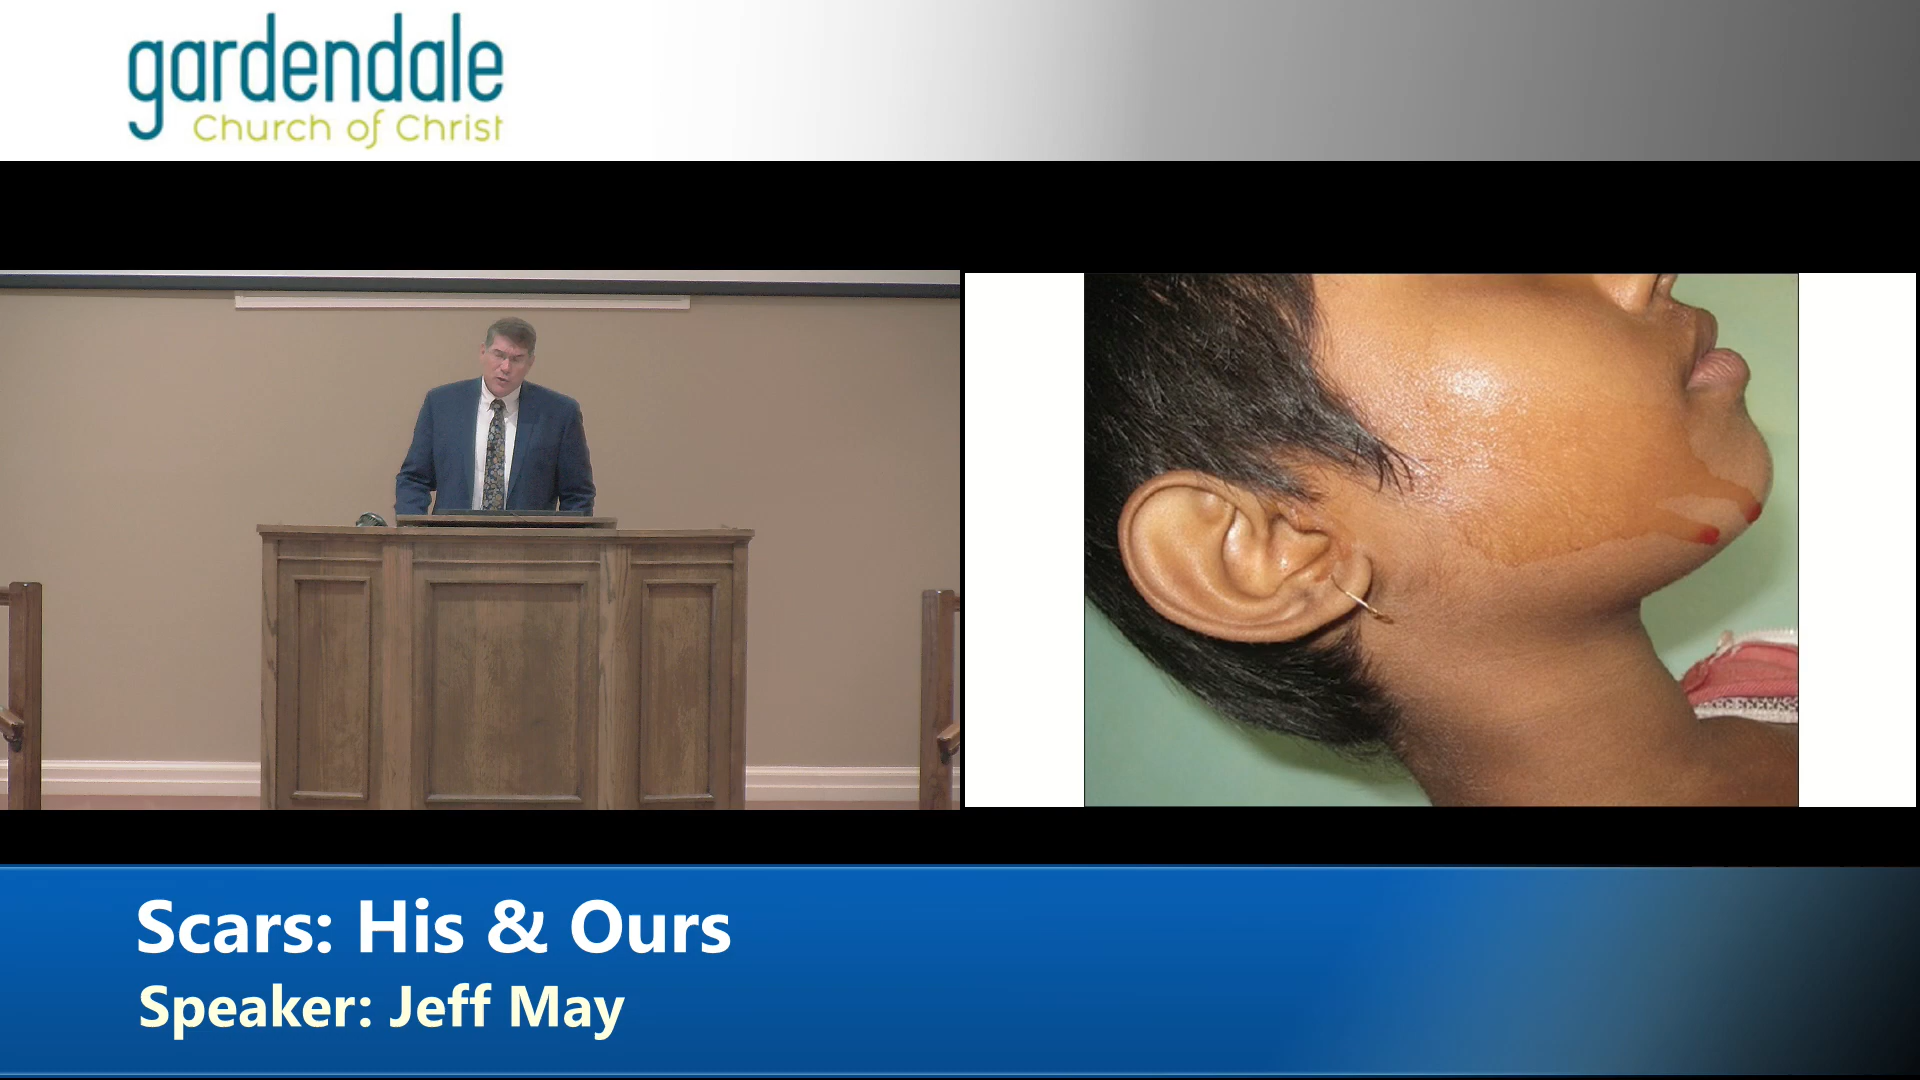 gardendale
Church of Christ
Scars: His & Ours
Speaker: Jeff May